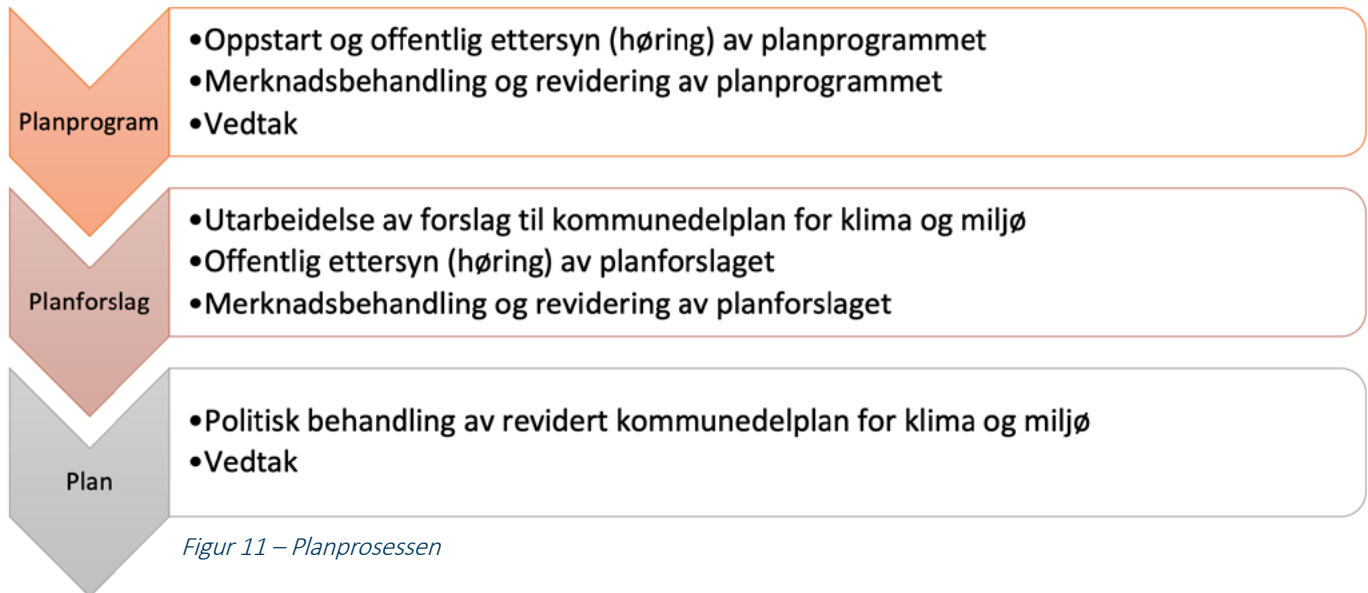 Planprogram
•Oppstart og offentlig ettersyn (høring) av planprogrammet
•Merknadsbehandling og revidering av planprogrammet
•Vedtak
Planforslag
•Utarbeidelse av forslag til kommunedelplan for klima og miljø
•Offentlig ettersyn (høring) av planforslaget
•Merknadsbehandling og revidering av planforslaget
Plan
•Politisk behandling av revidert kommunedelplan for klima og miljø
•Vedtak
Figur 11 – Planprosessen